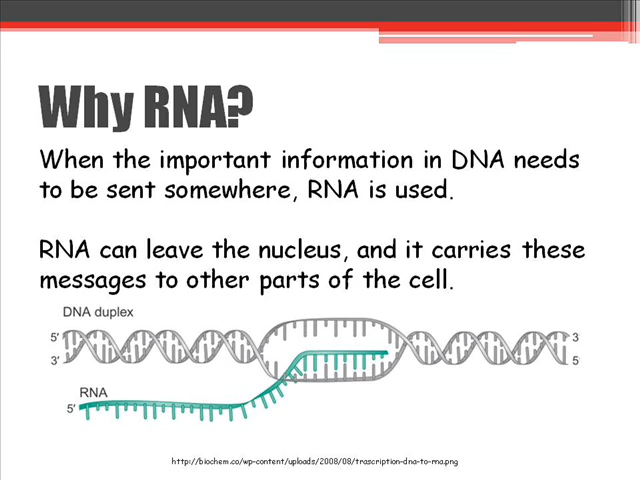 Why RNA?
When the important information in DNA needs
to be sent somewhere, RNA is used.
RNA can leave the nucleus, and it carries these
messages to other parts of the cell.
DNA duplex
5′ 3
3′ 5
RNA
5′
http://biochem.co/wp-content/uploads/2008/08/trascription-dna-to-rna.png